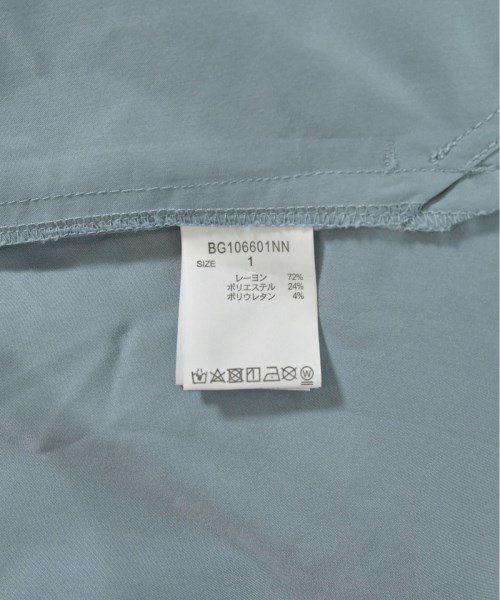 BG106601NN
SIZE 1
レーヨン 72%
ポリエステル 24%
ポリウレタン 4%
W